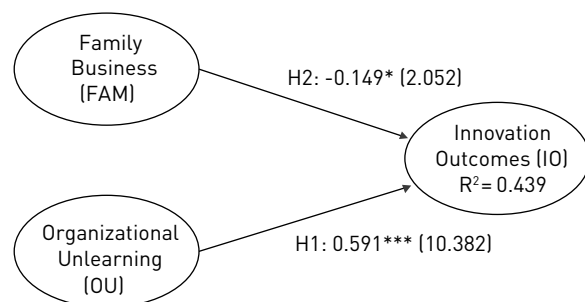 Family
Business
(FAM)
H2: -0.149* (2.052)
Innovation
Outcomes (IO)
R²= 0.439
Organizational
Unlearning
(OU)
H1: 0.591*** (10.382)